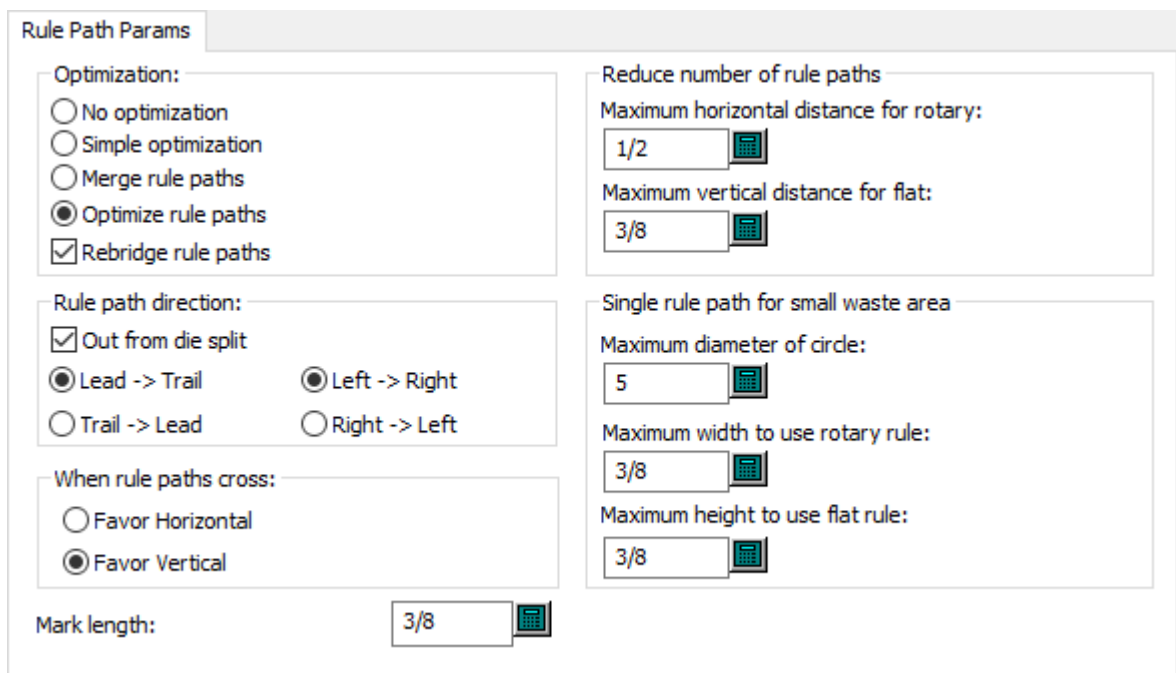 Rule Path Params
Optimization:
No optimization
Simple optimization
Merge rule paths
Optimize rule paths
Rebridge rule paths
Rule path direction:
Out from die split
Lead -> Trail
Left -> Right
Trail -> Lead
Right -> Left
When rule paths cross:
Favor Horizontal
Favor Vertical
Mark length:
3/8
Reduce number of rule paths
Maximum horizontal distance for rotary:
1/2
Maximum vertical distance for flat:
3/8
Single rule path for small waste area
Maximum diameter of circle:
5
Maximum width to use rotary rule:
3/8
Maximum height to use flat rule:
3/8